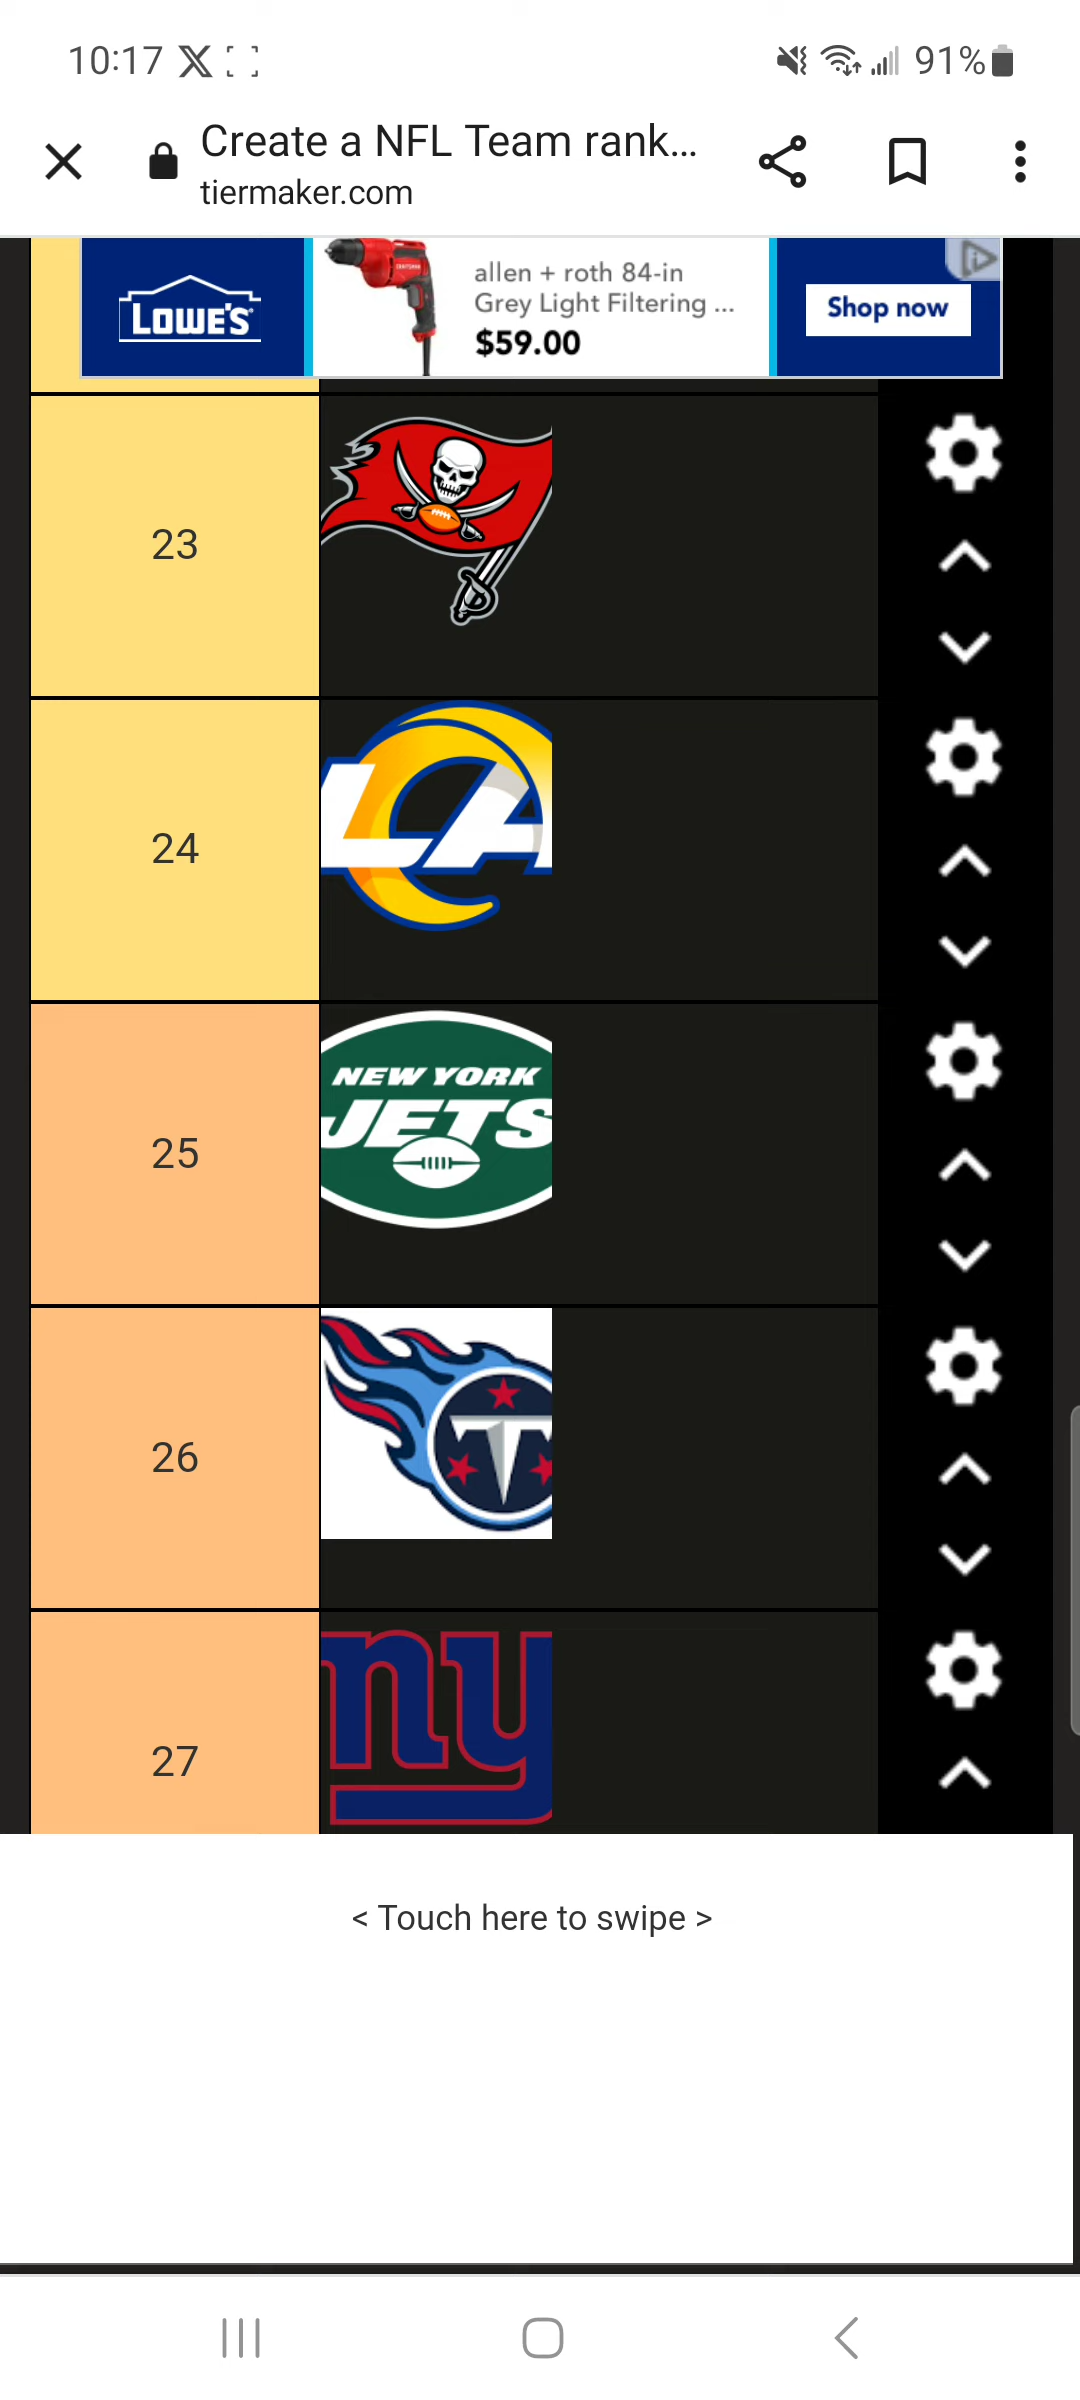 10:17
91%
Create a NFL Team rank...
tiermaker.com
LOWE'S
allen + roth 84-in
Grey Light Filtering ...
$59.00
Shop now
23
24
LA
25
NEW YORK
JETS
26
T
27
ny
< Touch here to swipe >